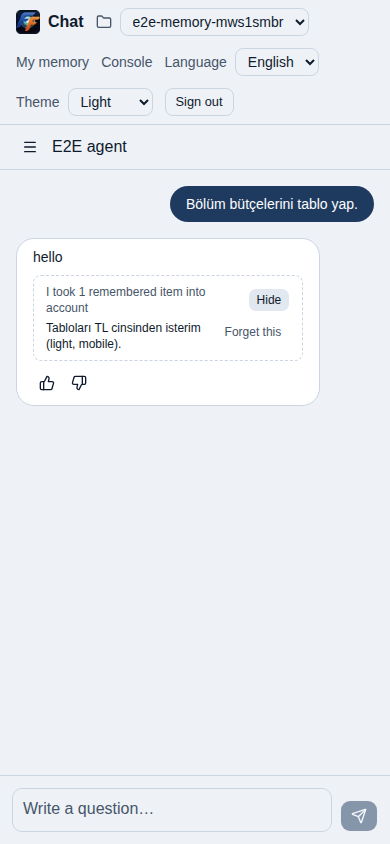 Chat e2e-memory-mws1smbr
My memory Console Language English
Theme Light Sign out
E2E agent
Bölüm bütçelerini tablo yap.
hello
I took 1 remembered item into
account
Hide
Tabloları TL cinsinden isterim
(light, mobile).
Forget this
Write a question…